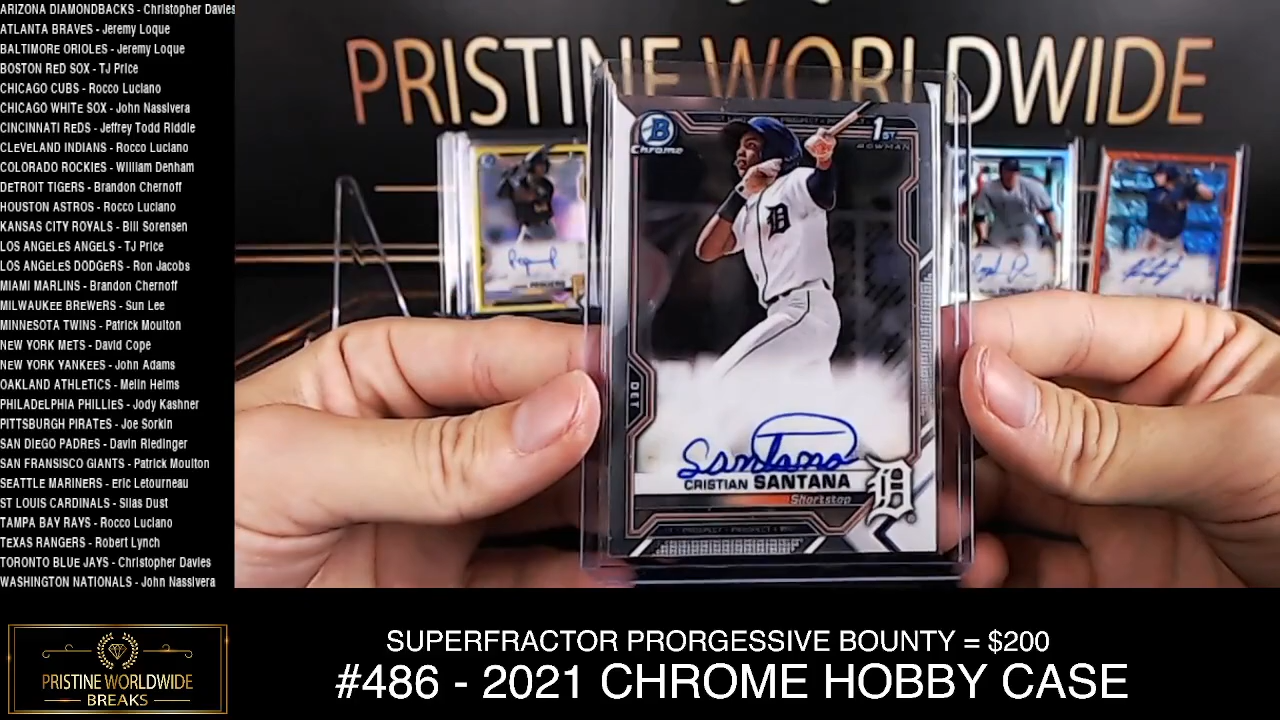 ARIZONA DIAMONDBACKS - Christopher Davies
ATLANTA BRAVES - Jeremy Loque
BALTIMORE ORIOLES - Jeremy Loque
BOSTON RED SOX - TJ Price
CHICAGO CUBS - Rocco Luciano
CHICAGO WHITE SOX - John Nassivera
CINCINNATI REDS - Jeffrey Todd Riddle
CLEVELAND INDIANS - Rocco Luciano
COLORADO ROCKIES - William Denham
DETROIT TIGERS - Brandon Chernoff
HOUSTON ASTROS - Rocco Luciano
KANSAS CITY ROYALS - Bill Sorensen
LOS ANGELES ANGELS - TJ Price
LOS ANGELES DODGERS - Ron Jacobs
MIAMI MARLINS - Brandon Chernoff
MILWAUKEE BREWERS - Sun Lee
MINNESOTA TWINS - Patrick Moulton
NEW YORK METS - David Cope
NEW YORK YANKEES - John Adams
OAKLAND ATHLETICS - Melin Helms
PHILADELPHIA PHILLIES - Jody Kashner
PITTSBURGH PIRATES - Joe Sorkin
SAN DIEGO PADRES - Davin Riedinger
SAN FRANSISCO GIANTS - Patrick Moulton
SEATTLE MARINERS - Eric Letourneau
ST LOUIS CARDINALS - Silas Dust
TAMPA BAY RAYS - Rocco Luciano
TEXAS RANGERS - Robert Lynch
TORONTO BLUE JAYS - Christopher Davies
WASHINGTON NATIONALS - John Nassivera
PRISTINE WORLDWIDE
B
Chrome
1ST
BOWMAN
D
DET
Santana
CRISTIAN SANTANA
Shortstop
D
PRISTINE WORLDWIDE
BREAKS
SUPERFRACTOR PRORGESSIVE BOUNTY = $200
#486 - 2021 CHROME HOBBY CASE